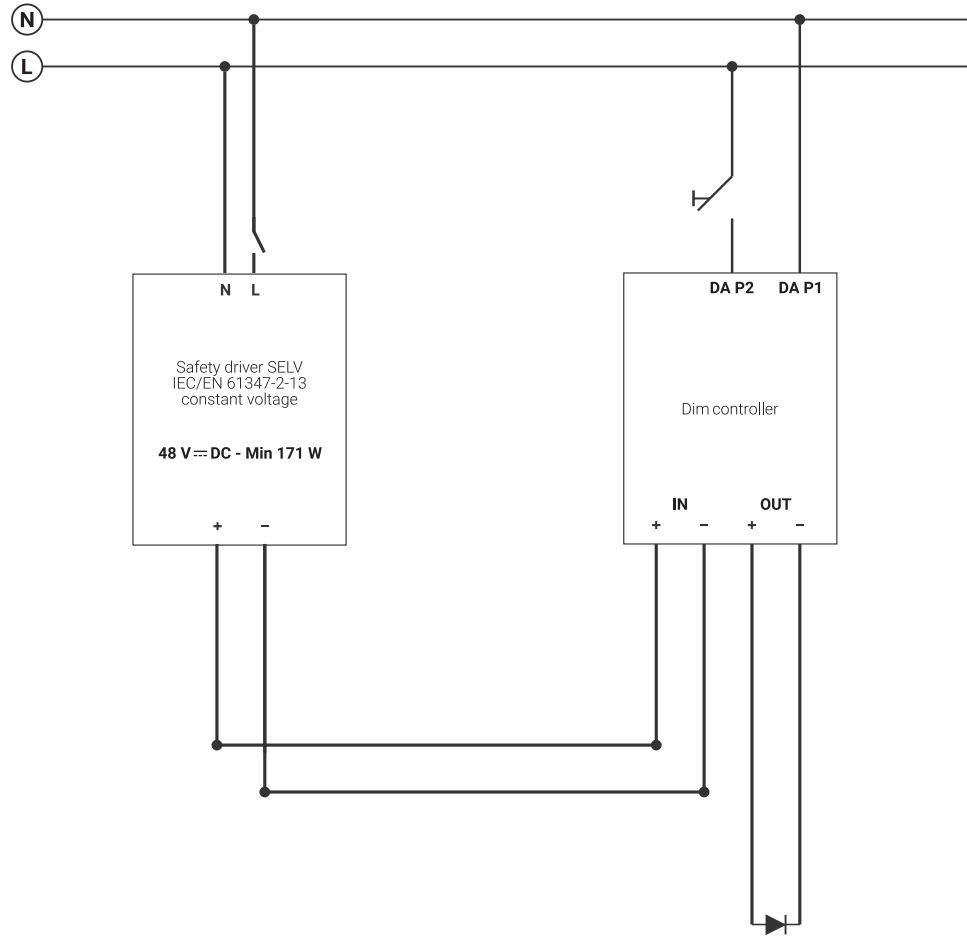 N
L
N L
DA P2 DA P1
Safety driver SELV
IEC/EN 61347-2-13
constant voltage
48 V ⎓ DC - Min 171 W
Dim controller
IN OUT
+ − + −
+ −